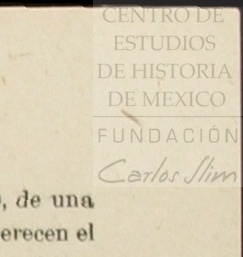 CENTRO DE
ESTUDIOS
DE HISTORIA
DE MEXICO
FUNDACIÓN
Carlos Slim
, de una
erecen el